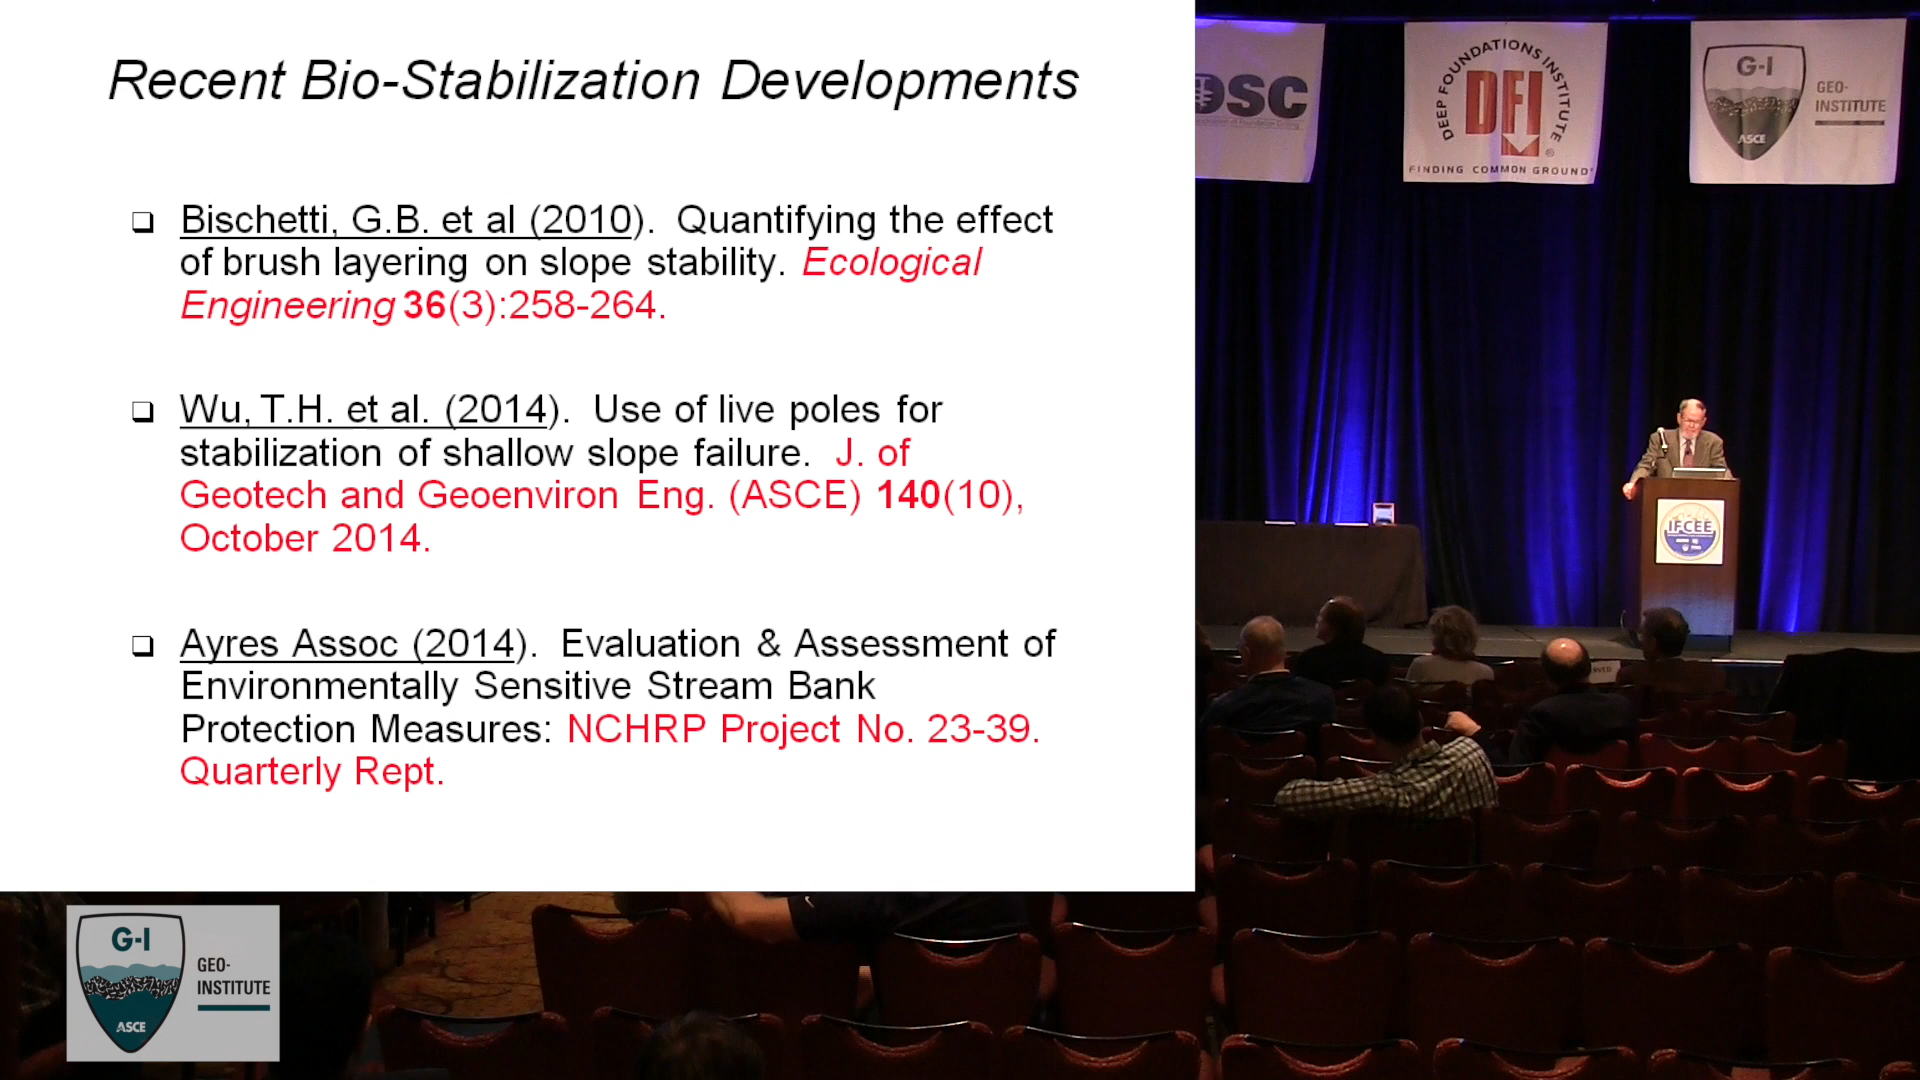 Recent Bio-Stabilization Developments
❑ Bischetti, G.B. et al (2010). Quantifying the effect
of brush layering on slope stability. Ecological
Engineering 36(3):258-264.
❑ Wu, T.H. et al. (2014). Use of live poles for
stabilization of shallow slope failure. J. of
Geotech and Geoenviron Eng. (ASCE) 140(10),
October 2014.
❑ Ayres Assoc (2014). Evaluation & Assessment of
Environmentally Sensitive Stream Bank
Protection Measures: NCHRP Project No. 23-39.
Quarterly Rept.
DSC
DEEP FOUNDATIONS INSTITUTE
DFI
®
FINDING COMMON GROUND
G-I
ASCE
GEO-
INSTITUTE
IFCEE
G-I
ASCE
GEO-
INSTITUTE